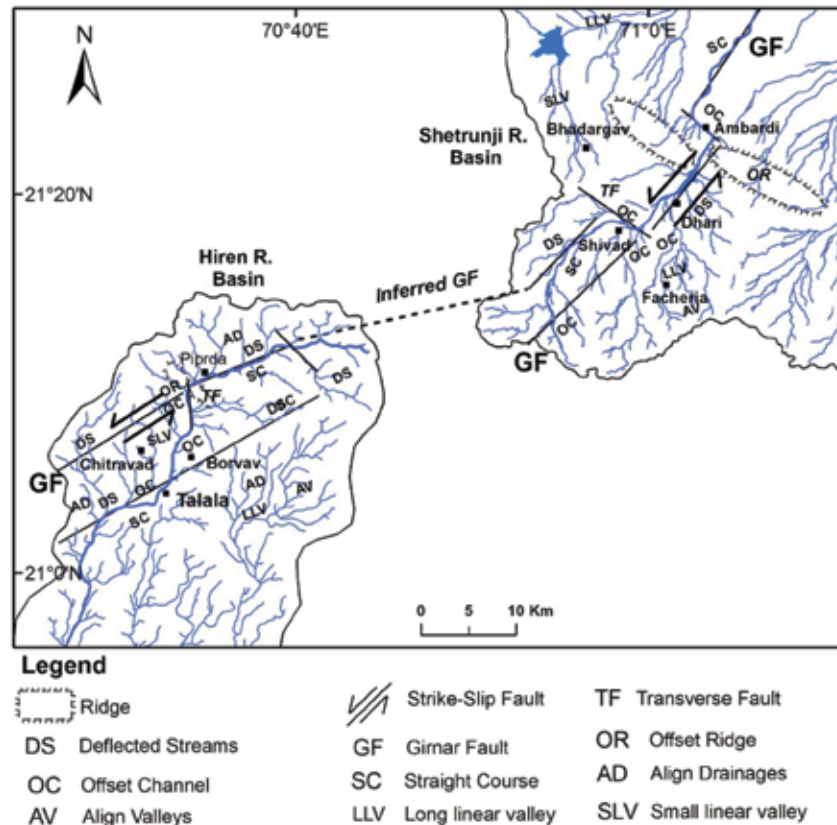 70°40'E
71°0'E
LLV
SC
GF
SLV
OC
Bhadargav
Ambardi
Shetrunji R.
Basin
OR
21°20'N
TF
OC
DS
Dhari
DS
Shivad
OC
OC
Hiren R.
Basin
SC
LLV
Inferred GF
Facheria
AV
OC
AD
DS
GF
Piprda
SC
DS
OR
TF
OC
DS
SC
DS
SLV
OC
Chitravad
Borvav
GF
OC
AD
AV
AD
DS
Talala
SC
LLV
21°0'N
0 5 10 Km
Legend
Ridge
Strike-Slip Fault
TF Transverse Fault
DS Deflected Streams
GF Girnar Fault
OR Offset Ridge
OC Offset Channel
SC Straight Course
AD Align Drainages
AV Align Valleys
LLV Long linear valley
SLV Small linear valley